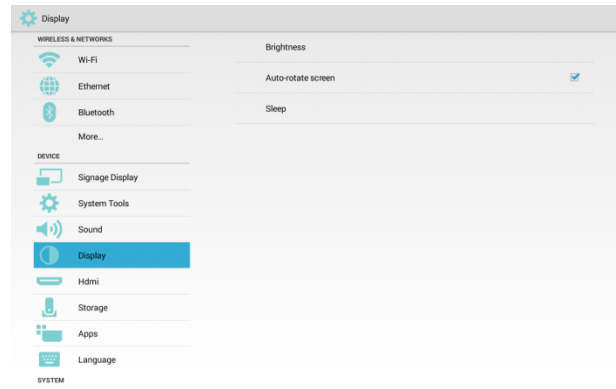 Display
WIRELESS & NETWORKS
Wi-Fi
Ethernet
Bluetooth
More...
DEVICE
Signage Display
System Tools
Sound
Display
Hdmi
Storage
Apps
Language
SYSTEM
Brightness
Auto-rotate screen
Sleep